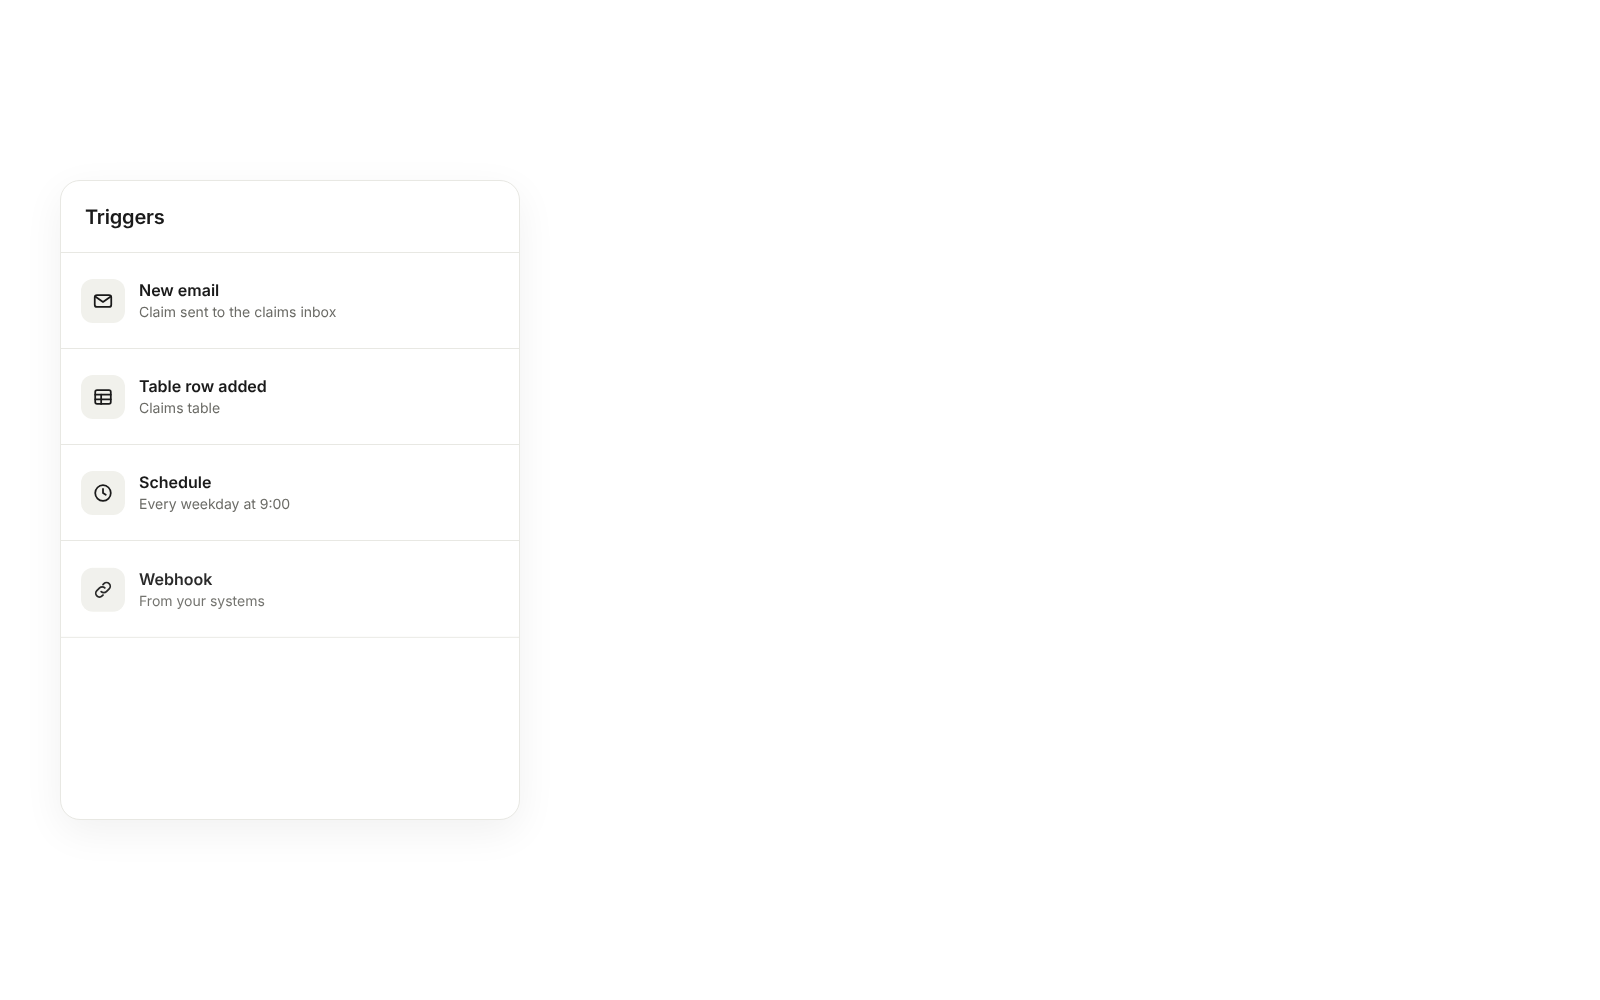 Triggers
New email
Claim sent to the claims inbox
Table row added
Claims table
Schedule
Every weekday at 9:00
Webhook
From your systems